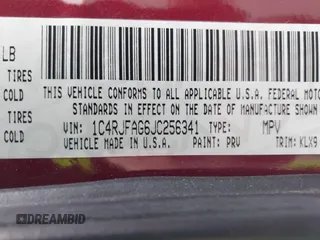 LB
TIRES THIS VEHICLE CONFORMS TO ALL APPLICABLE U.S.A. FEDERAL MOTO
COLD STANDARDS IN EFFECT ON THE DATE OF MANUFACTURE SHOWN A
TIRES VIN: 1C4RJFAG6JC256341 TYPE: MPV
COLD VEHICLE MADE IN U.S.A. PAINT: PRV TRIM: KLX9
DREAMBID